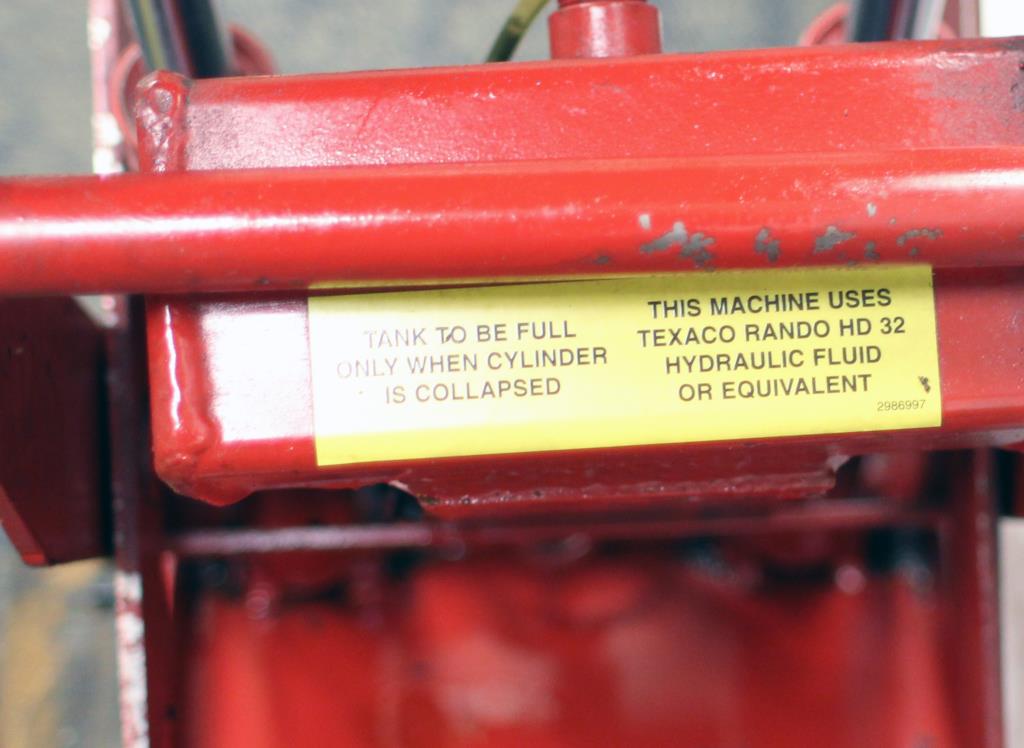 TANK TO BE FULL
ONLY WHEN CYLINDER
IS COLLAPSED
THIS MACHINE USES
TEXACO RANDO HD 32
HYDRAULIC FLUID
OR EQUIVALENT
2986997